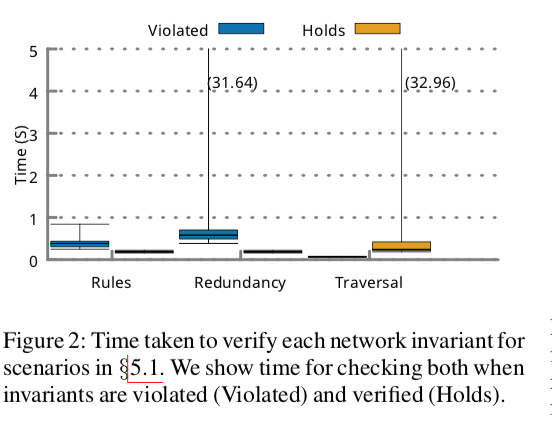 Violated Holds
5
(31.64) (32.96)
4
3
2
1
0
Time (S)
Rules Redundancy Traversal
Figure 2: Time taken to verify each network invariant for
scenarios in §5.1. We show time for checking both when
invariants are violated (Violated) and verified (Holds).